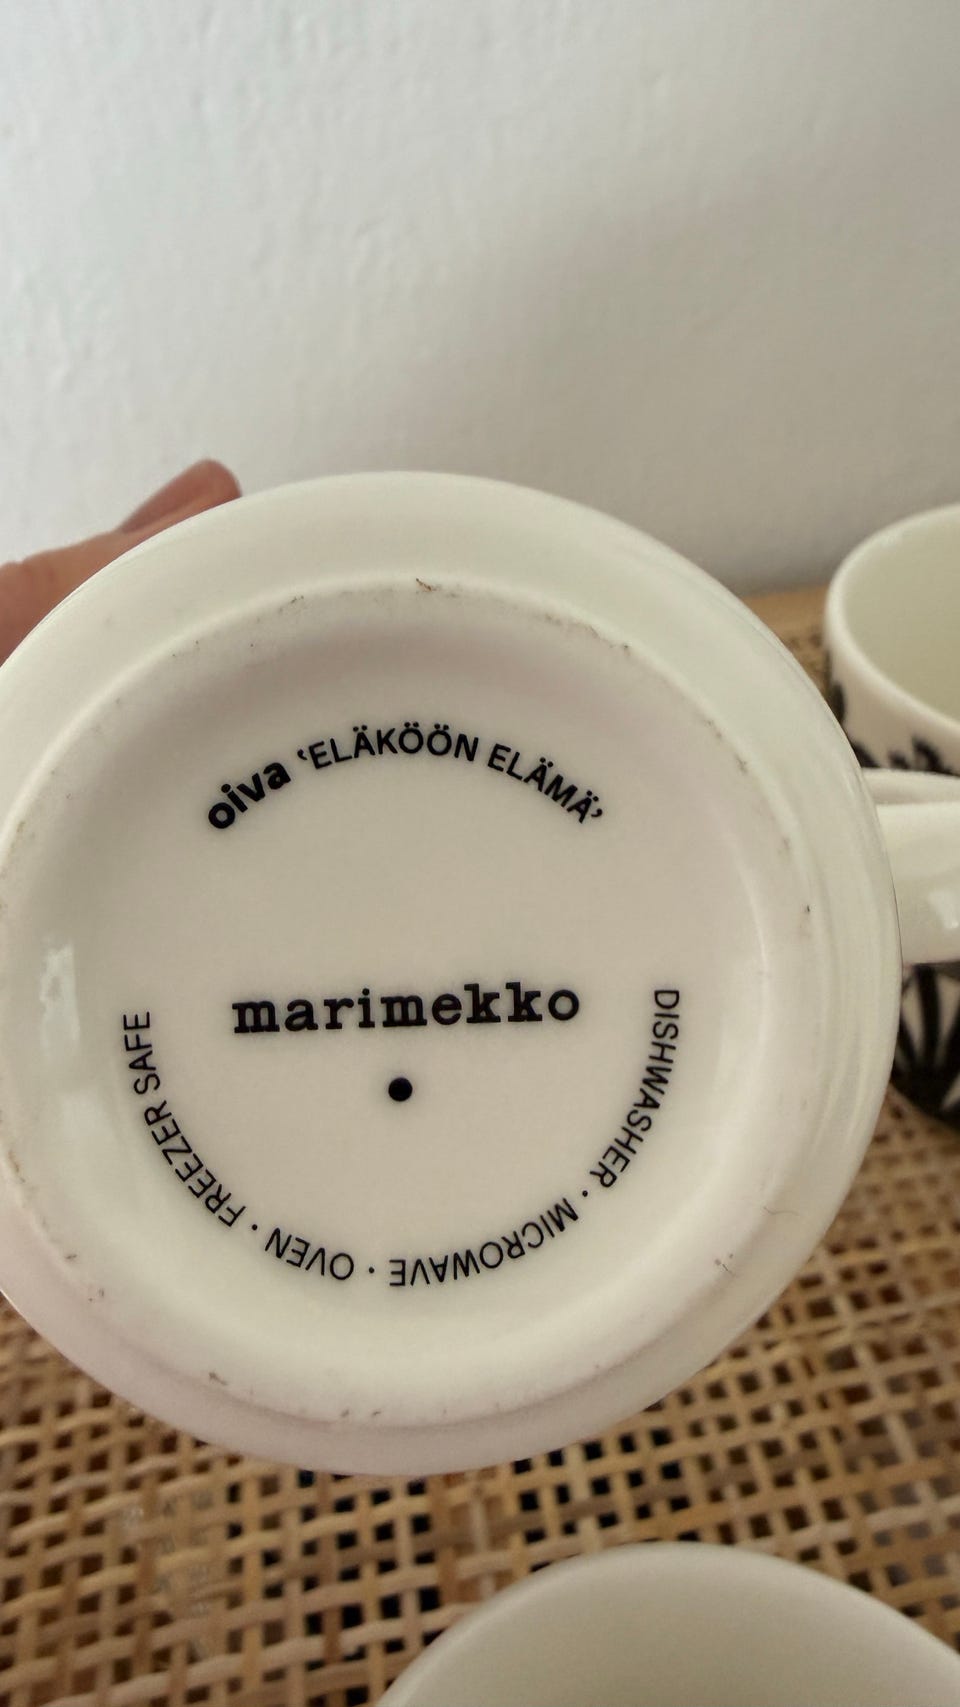 oiva ‘ELÄKÖÖN ELÄMÄ’
marimekko
DISHWASHER · MICROWAVE · OVEN · FREEZER SAFE